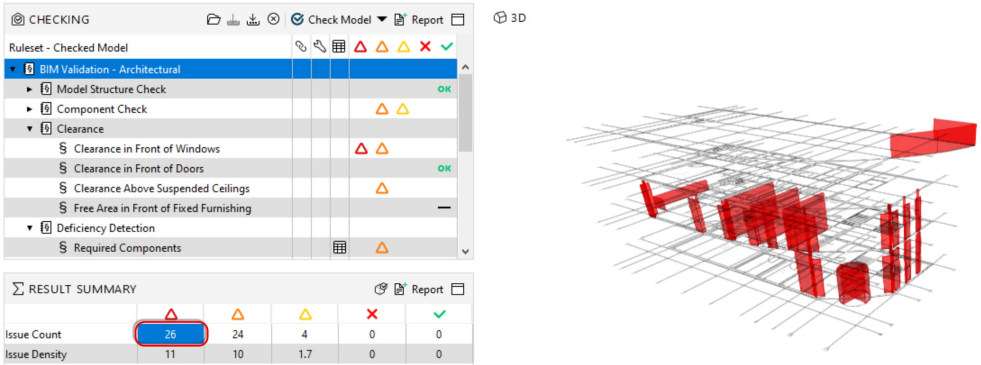 CHECKING
Check Model
Report
3D
Ruleset - Checked Model
§ BIM Validation - Architectural
§ Model Structure Check OK
§ Component Check
§ Clearance
§ Clearance in Front of Windows
§ Clearance in Front of Doors OK
§ Clearance Above Suspended Ceilings
§ Free Area in Front of Fixed Furnishing
§ Deficiency Detection
§ Required Components
∑ RESULT SUMMARY Report
Issue Count 26 24 4 0 0
Issue Density 11 10 1.7 0 0